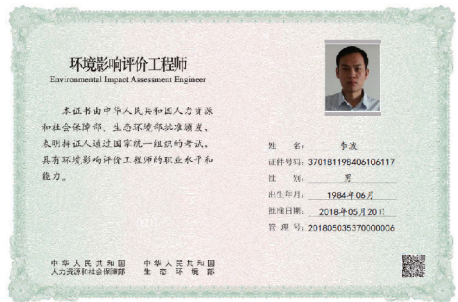 环境影响评价工程师
Environmental Impact Assessment Engineer
本证书由中华人民共和国人力资源
和社会保障部、生态环境部批准颁发，
表明持证人通过国家统一组织的考试，
具有环境影响评价工程师的职业水平和
能力。
姓 名： 李波
证件号码：370181198406106117
性 别： 男
出生年月： 1984年06月
批准日期： 2018年05月20日
管 理 号：201805035370000006
中华人民共和国
人力资源和社会保障部
中华人民共和国
生态环境部